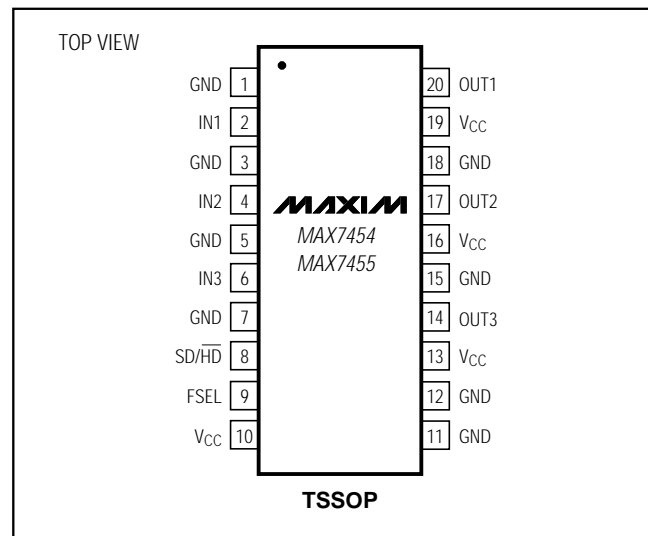 TOP VIEW
GND 1
IN1 2
GND 3
IN2 4
GND 5
IN3 6
GND 7
SD/H̅D̅ 8
FSEL 9
VCC 10
MAXIM
MAX7454
MAX7455
20 OUT1
19 VCC
18 GND
17 OUT2
16 VCC
15 GND
14 OUT3
13 VCC
12 GND
11 GND
TSSOP